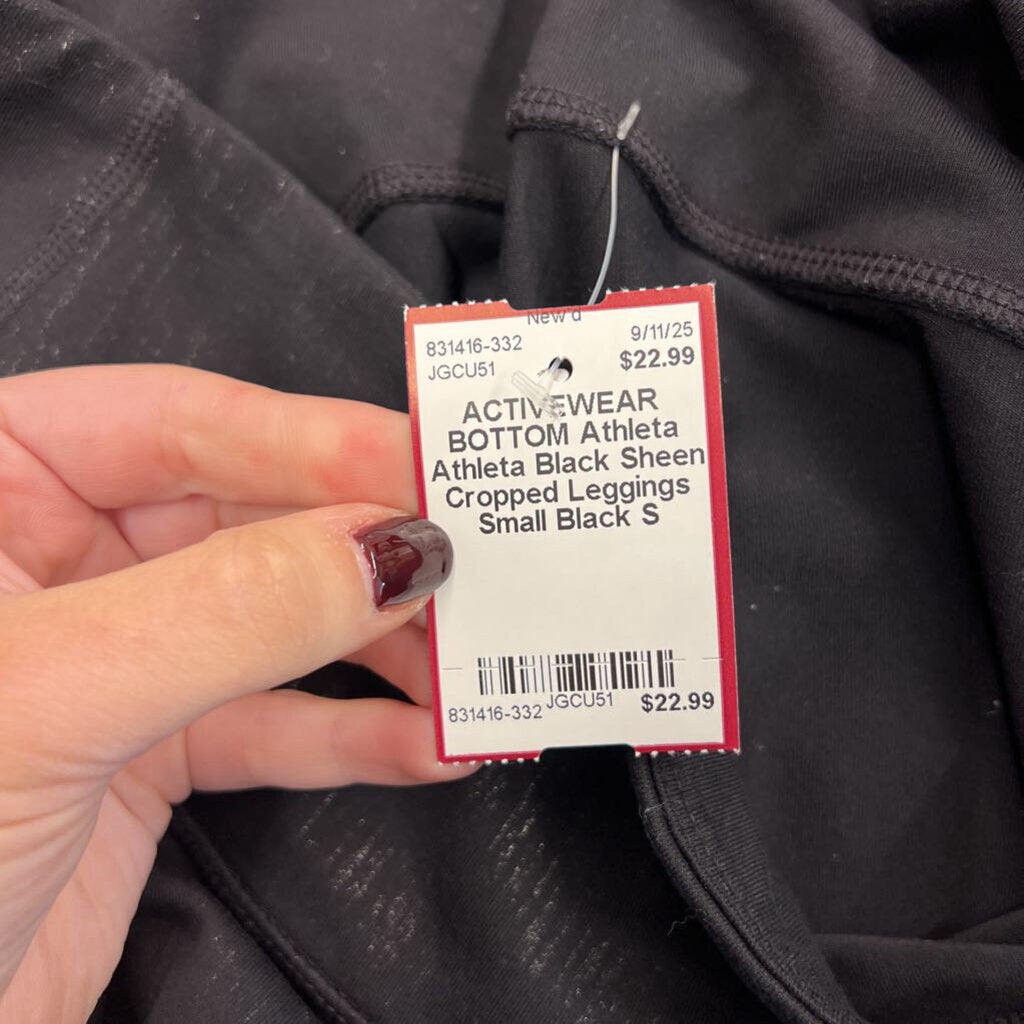 New'd
831416-332
9/11/25
JGCU51
$22.99
ACTIVEWEAR
BOTTOM Athleta
Athleta Black Sheen
Cropped Leggings
Small Black S
831416-332
JGCU51
$22.99